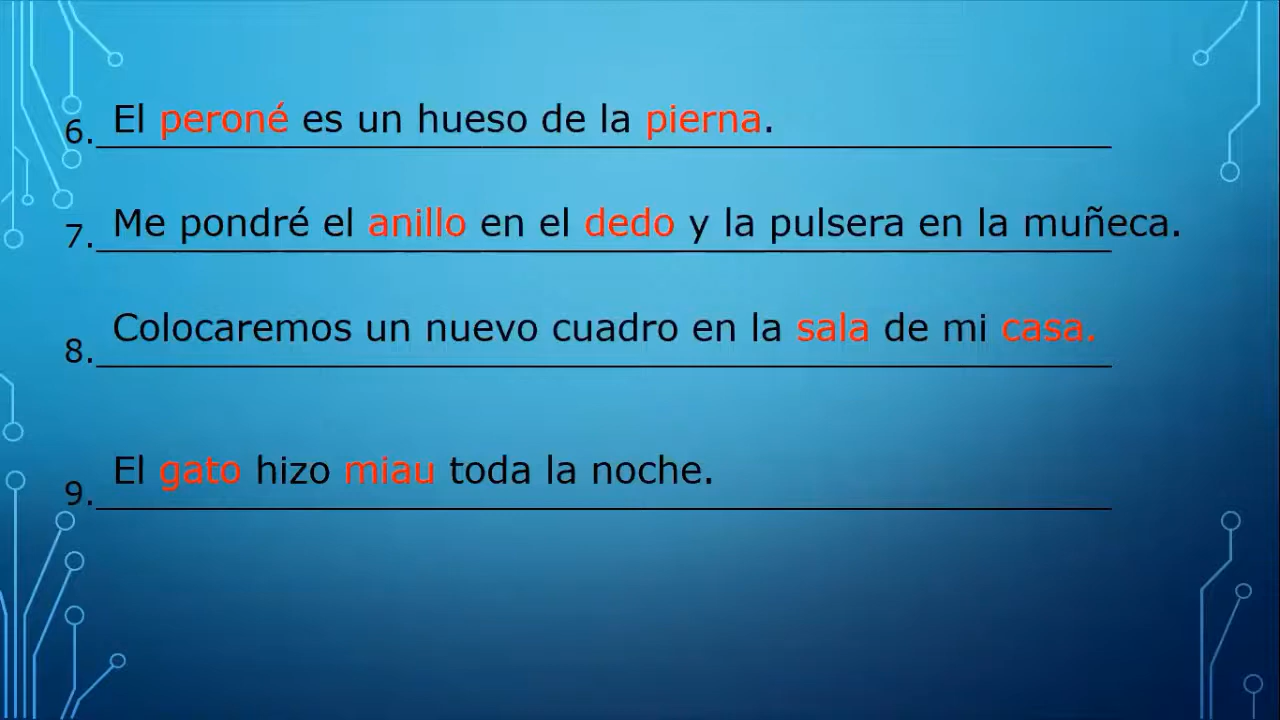 6. El peroné es un hueso de la pierna.
7. Me pondré el anillo en el dedo y la pulsera en la muñeca.
8. Colocaremos un nuevo cuadro en la sala de mi casa.
9. El gato hizo miau toda la noche.